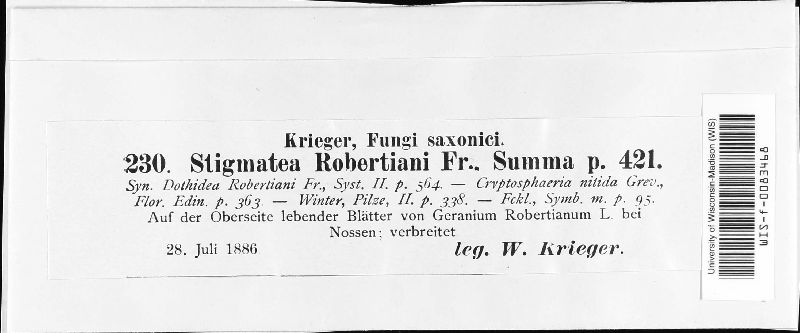 Krieger, Fungi saxonici.
230. Stigmatea Robertiani Fr., Summa p. 421.
Syn. Dothidea Robertiani Fr., Syst. II. p. 564. — Cryptosphaeria nitida Grev.,
Flor. Edin. p. 363 — Winter, Pilze, II. p. 338. — Fckl., Symb. m. p. 95.
Auf der Oberseite lebender Blätter von Geranium Robertianum L. bei
Nossen: verbreitet
28. Juli 1886 leg. W. Krieger.
University of Wisconsin-Madison (WIS)
WIS-f-0083468